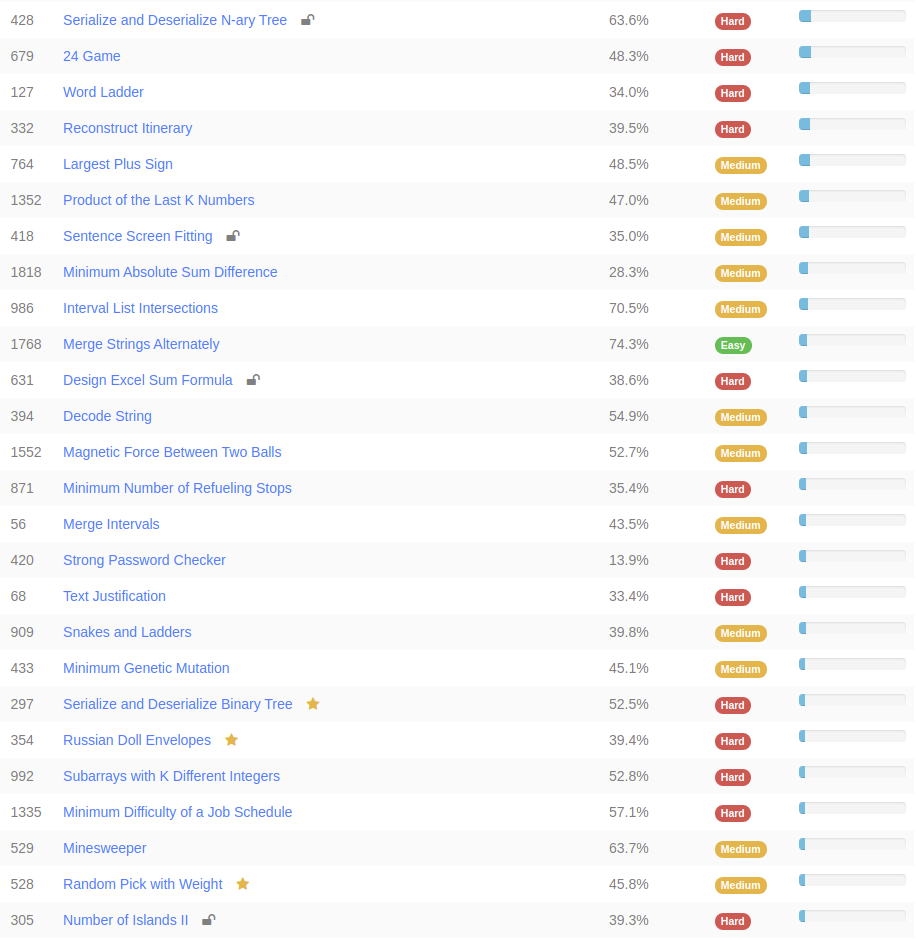 428 Serialize and Deserialize N-ary Tree 63.6% Hard
679 24 Game 48.3% Hard
127 Word Ladder 34.0% Hard
332 Reconstruct Itinerary 39.5% Hard
764 Largest Plus Sign 48.5% Medium
1352 Product of the Last K Numbers 47.0% Medium
418 Sentence Screen Fitting 35.0% Medium
1818 Minimum Absolute Sum Difference 28.3% Medium
986 Interval List Intersections 70.5% Medium
1768 Merge Strings Alternately 74.3% Easy
631 Design Excel Sum Formula 38.6% Hard
394 Decode String 54.9% Medium
1552 Magnetic Force Between Two Balls 52.7% Medium
871 Minimum Number of Refueling Stops 35.4% Hard
56 Merge Intervals 43.5% Medium
420 Strong Password Checker 13.9% Hard
68 Text Justification 33.4% Hard
909 Snakes and Ladders 39.8% Medium
433 Minimum Genetic Mutation 45.1% Medium
297 Serialize and Deserialize Binary Tree 52.5% Hard
354 Russian Doll Envelopes 39.4% Hard
992 Subarrays with K Different Integers 52.8% Hard
1335 Minimum Difficulty of a Job Schedule 57.1% Hard
529 Minesweeper 63.7% Medium
528 Random Pick with Weight 45.8% Medium
305 Number of Islands II 39.3% Hard